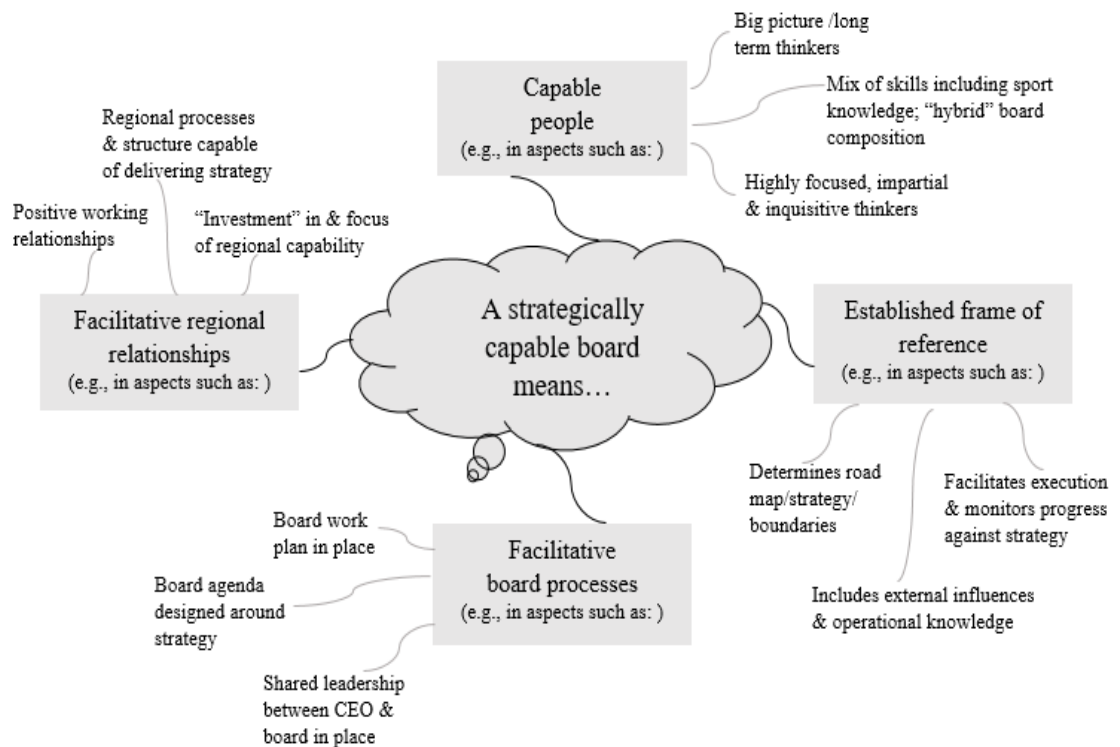 Big picture /long
term thinkers
Capable
people
(e.g., in aspects such as: )
Mix of skills including sport
knowledge; “hybrid” board
composition
Highly focused, impartial
& inquisitive thinkers
Regional processes
& structure capable
of delivering strategy
Positive working
relationships
“Investment” in & focus
of regional capability
Facilitative regional
relationships
(e.g., in aspects such as: )
A strategically
capable board
means…
Established frame of
reference
(e.g., in aspects such as: )
Determines road
map/strategy/
boundaries
Facilitates execution
& monitors progress
against strategy
Includes external influences
& operational knowledge
Board work
plan in place
Facilitative
board processes
(e.g., in aspects such as: )
Board agenda
designed around
strategy
Shared leadership
between CEO &
board in place